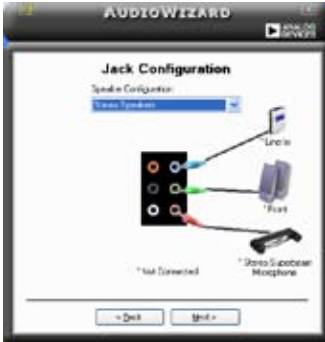 AudioWizard
ANALOG
DEVICES
Jack Configuration
Speaker Configuration:
Stereo Speakers
*Line In
*Front
*Not Connected
*Stereo Superbeam
Microphone
< Back
Next >